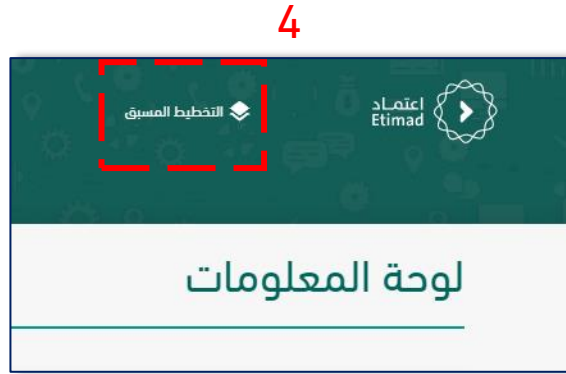 4
اعتماد
Etimad
التخطيط المسبق
لوحة المعلومات